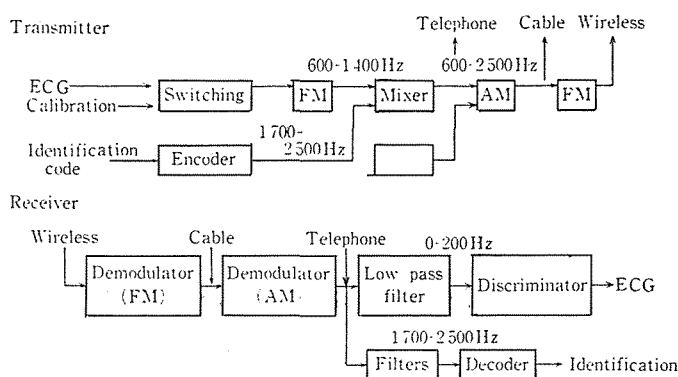 Transmitter
Telephone Cable Wireless
600-1400Hz 600-2500Hz
ECG
Calibration
Switching
FM
Mixer
AM
FM
1700-
2500Hz
Identification
code
Encoder
Receiver
Wireless
Cable
Telephone
0-200Hz
Demodulator
(FM)
Demodulator
(AM
Low pass
filter
Discriminator
ECG
1700-2500Hz
Filters
Decoder
Identification